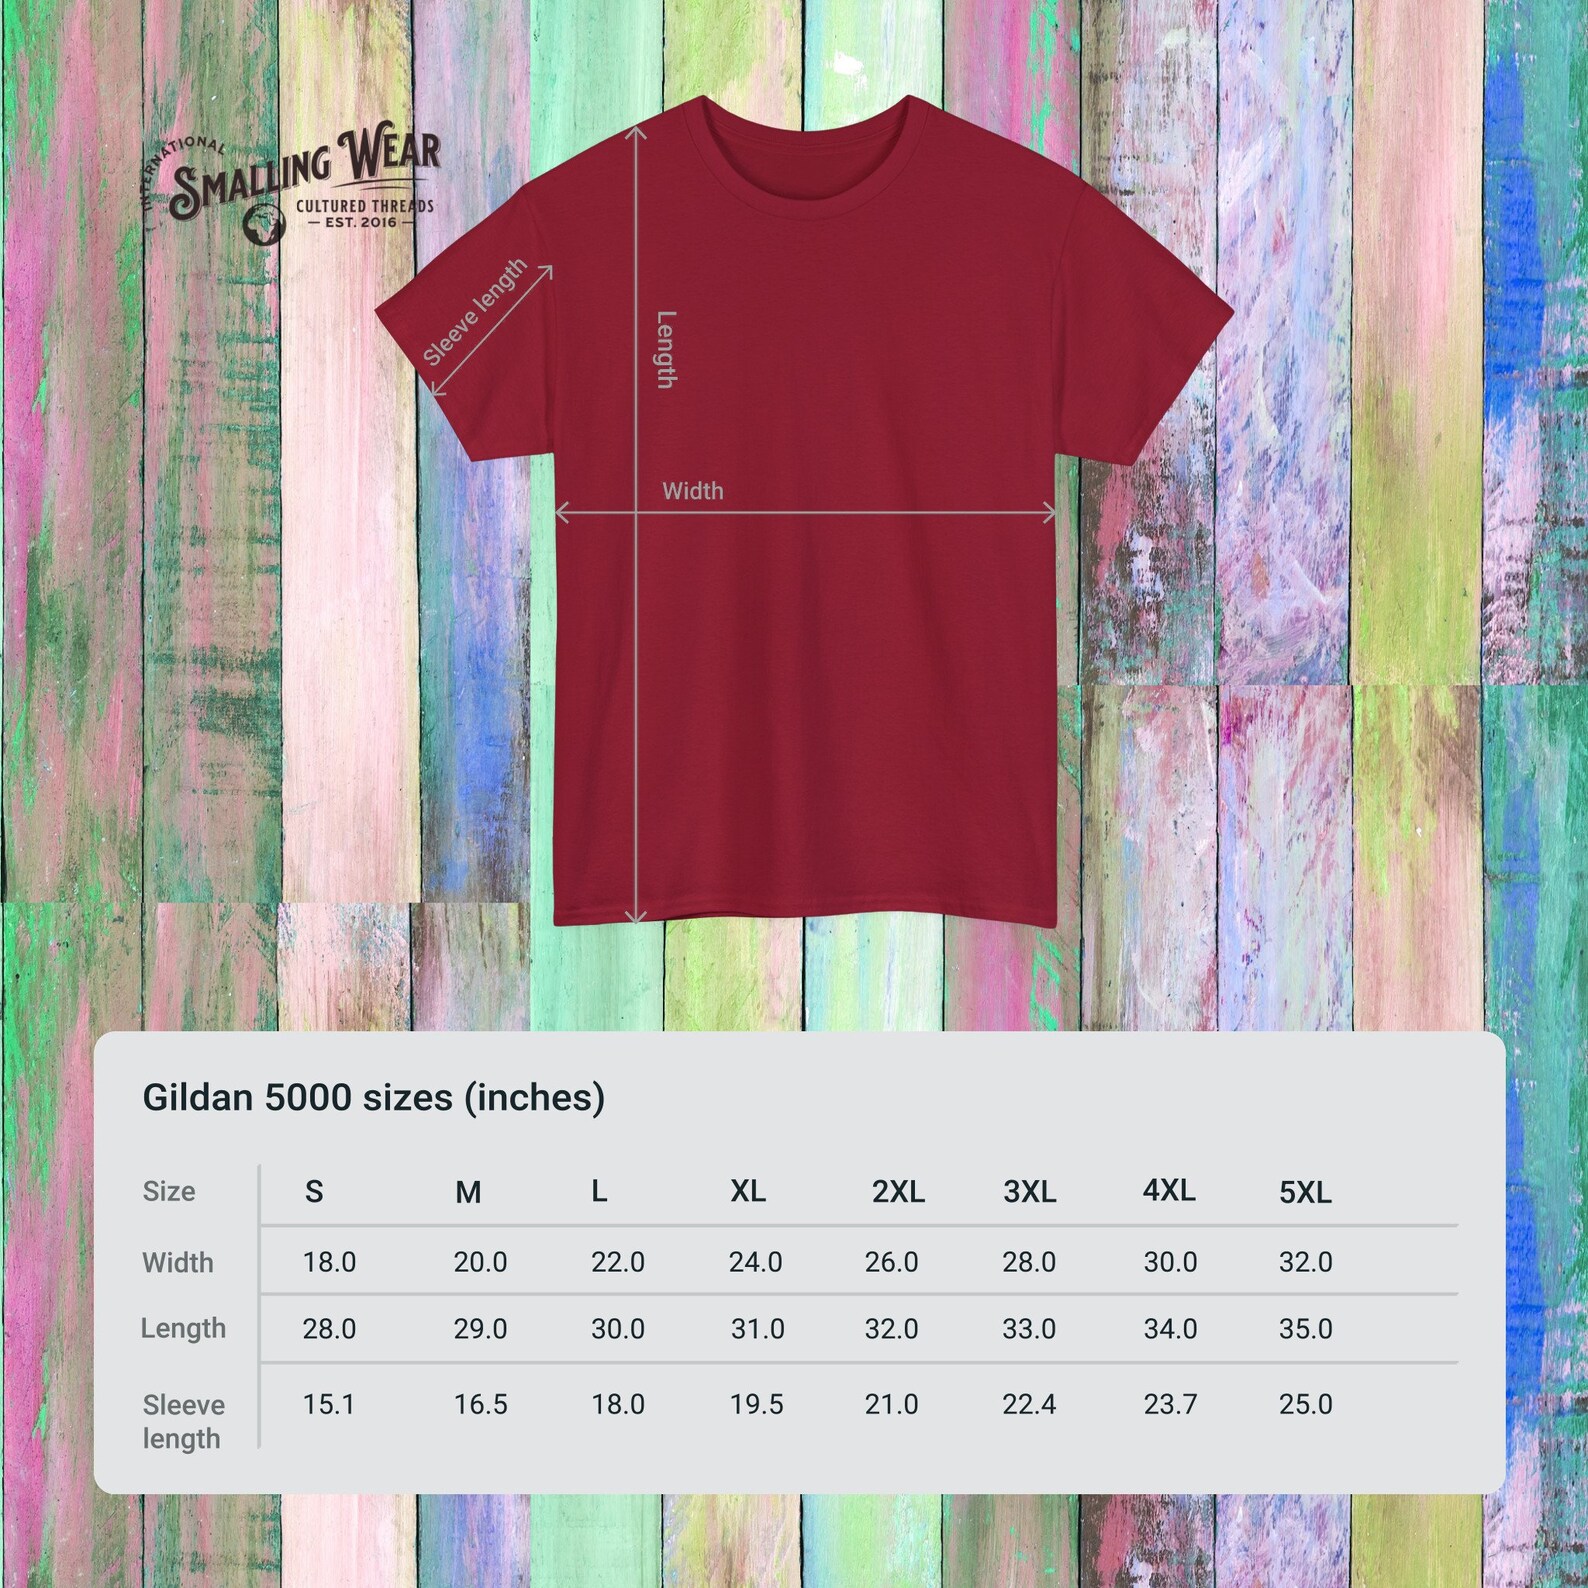 INTERNATIONAL
SMALLING WEAR
CULTURED THREADS
EST. 2016
Sleeve length
Length
Width
Gildan 5000 sizes (inches)
Size S M L XL 2XL 3XL 4XL 5XL
Width 18.0 20.0 22.0 24.0 26.0 28.0 30.0 32.0
Length 28.0 29.0 30.0 31.0 32.0 33.0 34.0 35.0
Sleeve length 15.1 16.5 18.0 19.5 21.0 22.4 23.7 25.0